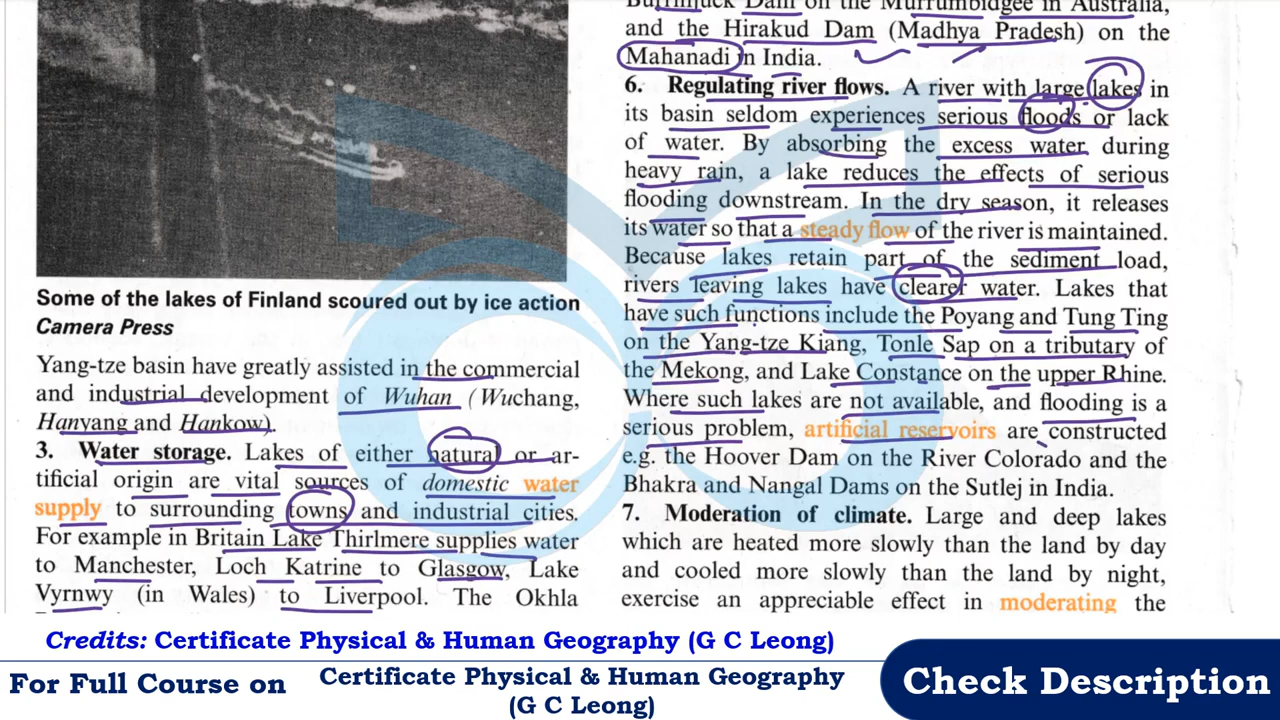 Some of the lakes of Finland scoured out by ice action
Camera Press
Yang-tze basin have greatly assisted in the commercial
and industrial development of Wuhan (Wuchang,
Hanyang and Hankow).
3. Water storage. Lakes of either natural or ar-
tificial origin are vital sources of domestic water
supply to surrounding towns and industrial cities.
For example in Britain Lake Thirlmere supplies water
to Manchester, Loch Katrine to Glasgow, Lake
Vyrnwy (in Wales) to Liverpool. The Okhla
Burrinjuck Dam on the Murrumbidgee in Australia,
and the Hirakud Dam (Madhya Pradesh) on the
Mahanadi in India.
6. Regulating river flows. A river with large lakes in
its basin seldom experiences serious floods or lack
of water. By absorbing the excess water during
heavy rain, a lake reduces the effects of serious
flooding downstream. In the dry season, it releases
its water so that a steady flow of the river is maintained.
Because lakes retain part of the sediment load,
rivers leaving lakes have clearer water. Lakes that
have such functions include the Poyang and Tung Ting
on the Yang-tze Kiang, Tonle Sap on a tributary of
the Mekong, and Lake Constance on the upper Rhine.
Where such lakes are not available, and flooding is a
serious problem, artificial reservoirs are constructed
e.g. the Hoover Dam on the River Colorado and the
Bhakra and Nangal Dams on the Sutlej in India.
7. Moderation of climate. Large and deep lakes
which are heated more slowly than the land by day
and cooled more slowly than the land by night,
exercise an appreciable effect in moderating the
Credits: Certificate Physical & Human Geography (G C Leong)
For Full Course on
Certificate Physical & Human Geography
(G C Leong)
Check Description